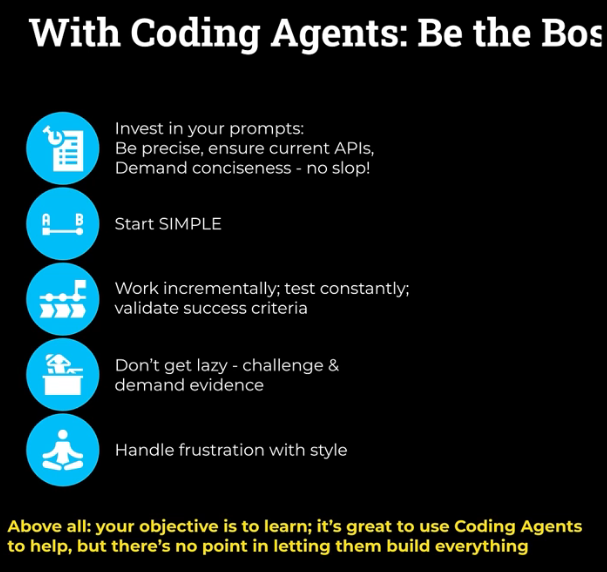 With Coding Agents: Be the Bos
Invest in your prompts:
Be precise, ensure current APIs,
Demand conciseness - no slop!
A B
Start SIMPLE
Work incrementally; test constantly;
validate success criteria
Don’t get lazy - challenge &
demand evidence
Handle frustration with style
Above all: your objective is to learn; it’s great to use Coding Agents
to help, but there’s no point in letting them build everything